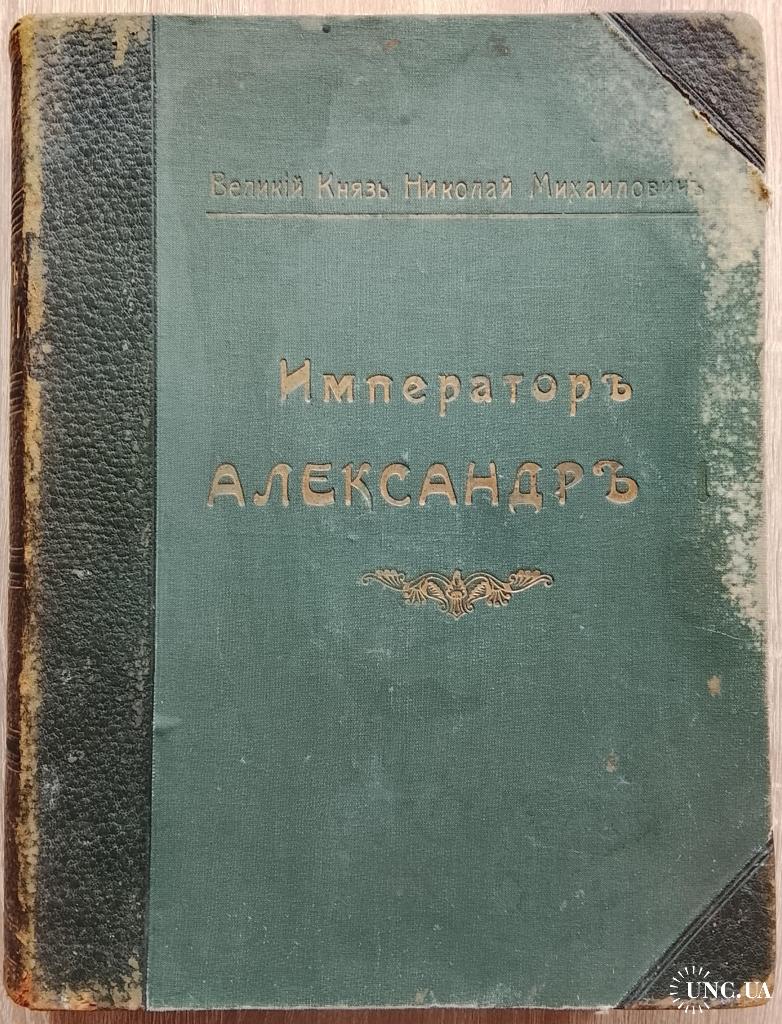 Великій Князь Николай Михаиловичъ
Императоръ
АЛЕКСАНДРЪ I
UNC.UA